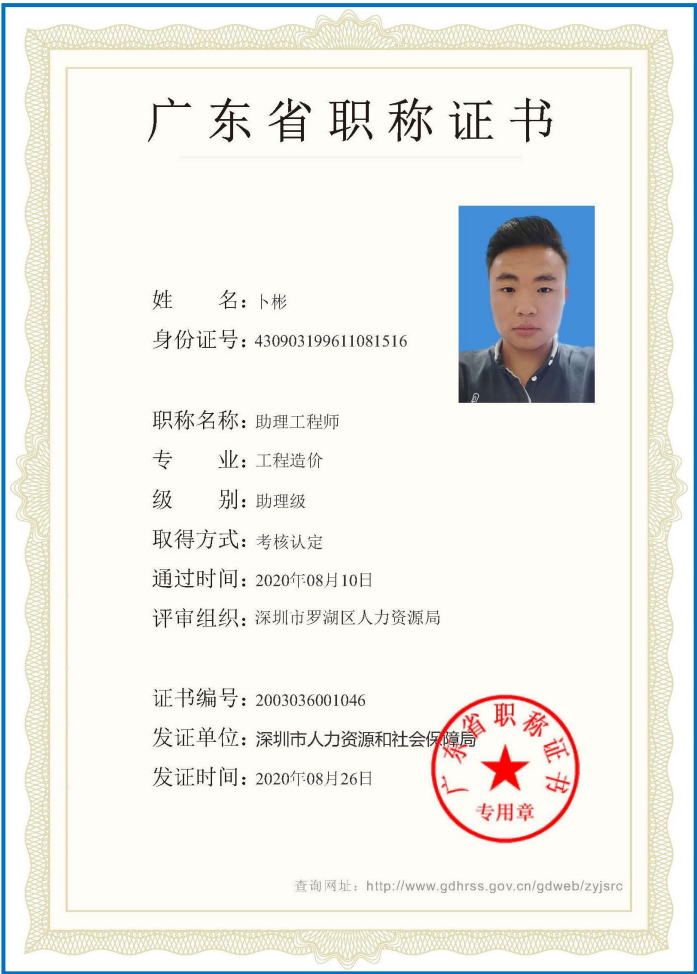 广东省职称证书
姓 名：卜彬
身份证号：430903199611081516
职称名称：助理工程师
专 业：工程造价
级 别：助理级
取得方式：考核认定
通过时间：2020年08月10日
评审组织：深圳市罗湖区人力资源局
证书编号：2003036001046
发证单位：深圳市人力资源和社会保障局
发证时间：2020年08月26日
广东省职称证书
专用章
查询网址：http://www.gdhrss.gov.cn/gdweb/zyjsrc